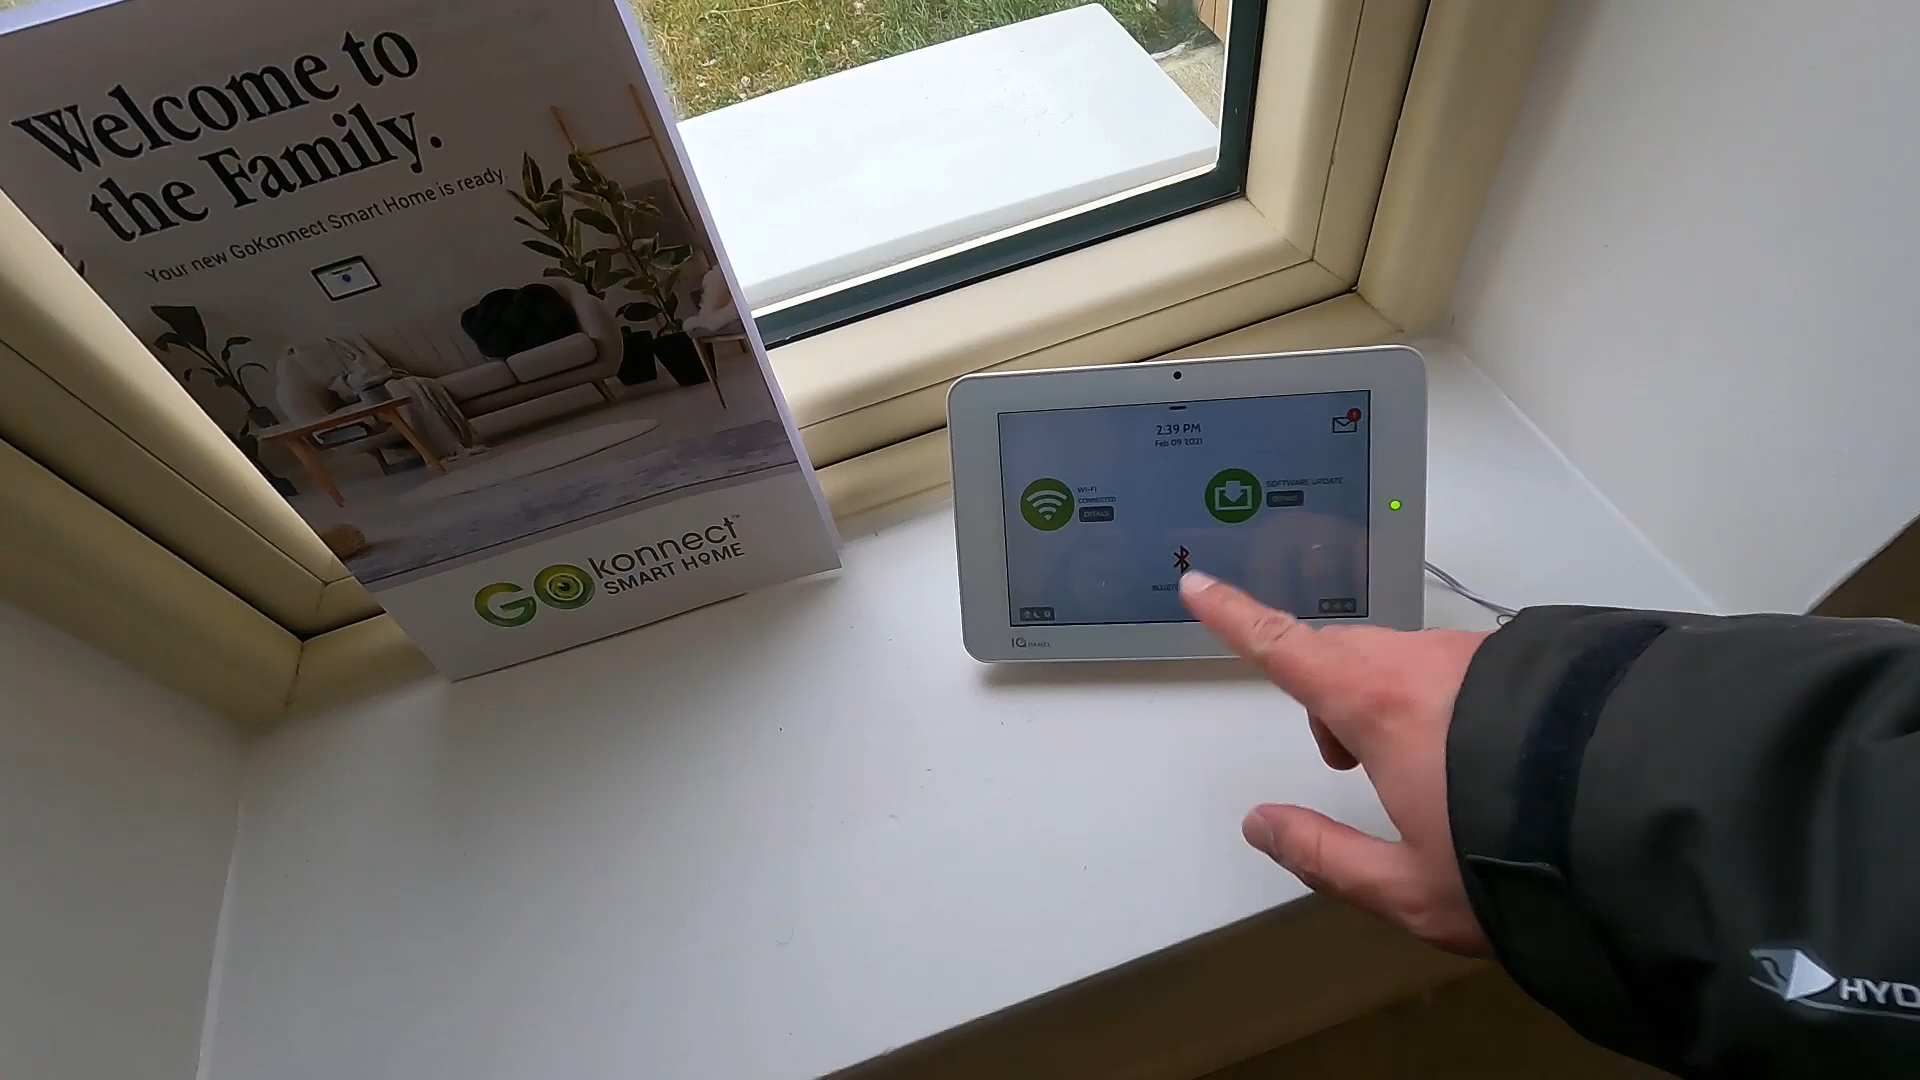 Welcome to
the Family.
Your new GoKonnect Smart Home is ready.
GO konnect™
SMART HOME
2:39 PM
Feb 09 2021
WI-FI
CONNECTED
DETAILS
SOFTWARE UPDATE
DETAILS
IQ PANEL
HYD